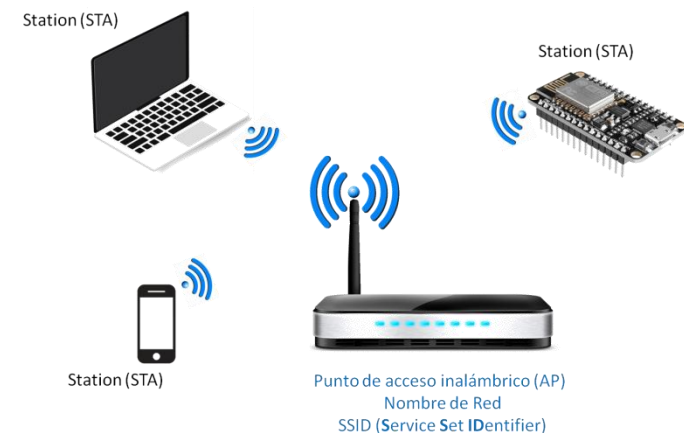 Station (STA)
Station (STA)
Station (STA)
Punto de acceso inalámbrico (AP)
Nombre de Red
SSID (Service Set IDentifier)